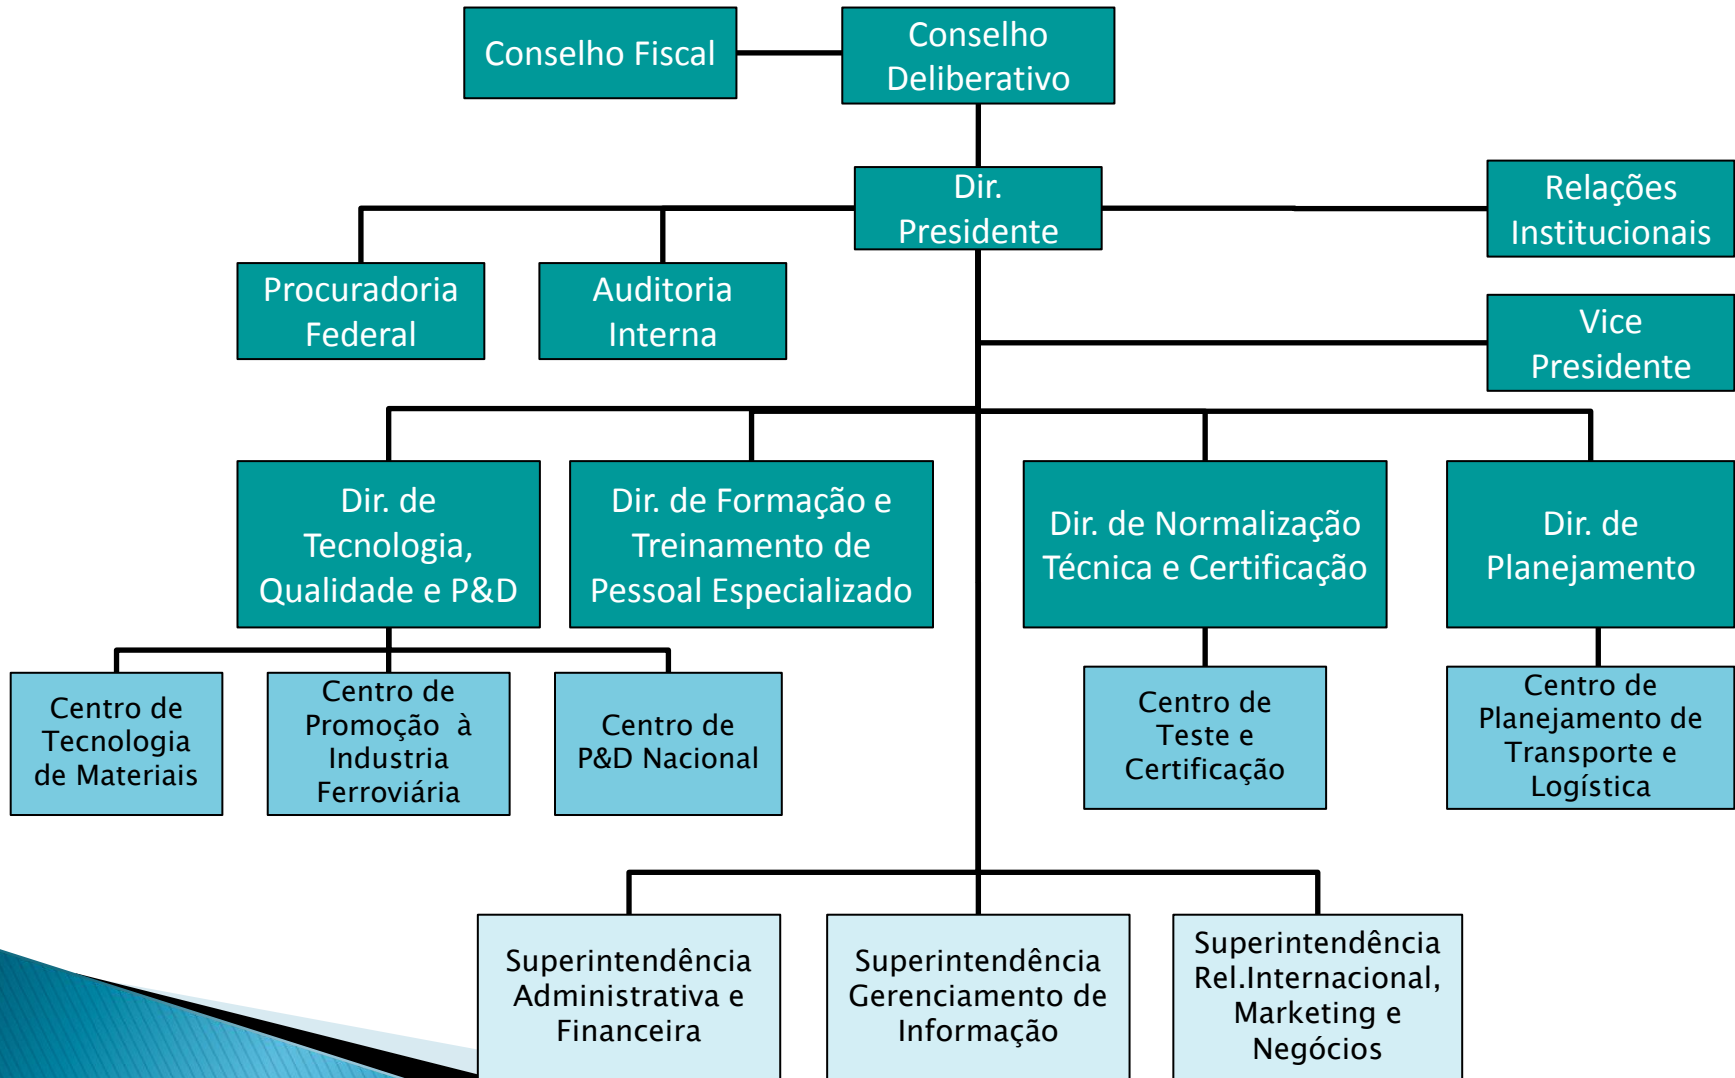 Conselho Fiscal
Conselho
Deliberativo
Dir.
Presidente
Relações
Institucionais
Procuradoria
Federal
Auditoria
Interna
Vice
Presidente
Dir. de
Tecnologia,
Qualidade e P&D
Dir. de Formação e
Treinamento de
Pessoal Especializado
Dir. de Normalização
Técnica e Certificação
Dir. de
Planejamento
Centro de
Tecnologia
de Materiais
Centro de
Promoção à
Industria
Ferroviária
Centro de
P&D Nacional
Centro de
Teste e
Certificação
Centro de
Planejamento de
Transporte e
Logística
Superintendência
Administrativa e
Financeira
Superintendência
Gerenciamento de
Informação
Superintendência
Rel.Internacional,
Marketing e
Negócios